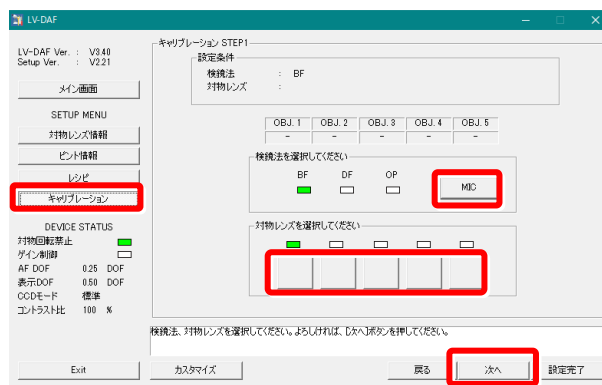 LV-DAF
LV-DAF Ver. : V3.40
Setup Ver. : V2.21
メイン画面
SETUP MENU
対物レンズ情報
ピント情報
レシピ
キャリブレーション
DEVICE STATUS
対物回転禁止
ゲイン制御
AF DOF 0.25 DOF
表示DOF 0.50 DOF
CCDモード 標準
コントラスト比 100 %
Exit
キャリブレーション STEP1
設定条件
検鏡法 : BF
対物レンズ :
OBJ. 1 OBJ. 2 OBJ. 3 OBJ. 4 OBJ. 5
- - - - -
検鏡法を選択してください
BF DF OP
MIC
対物レンズを選択してください
検鏡法、対物レンズを選択してください。よろしければ、[次へ]ボタンを押してください。
カスタマイズ
戻る
次へ
設定完了